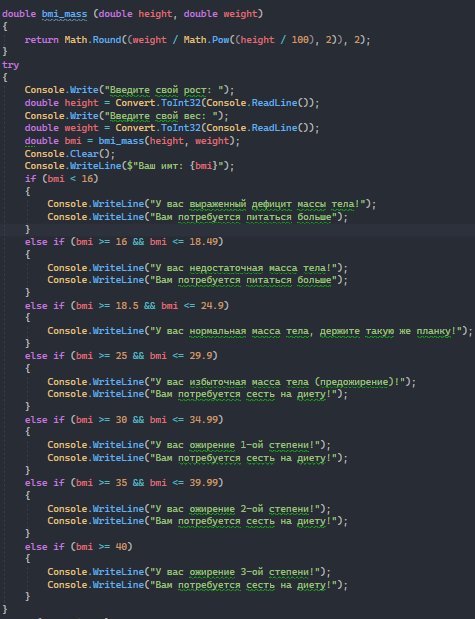 double bmi_mass (double height, double weight)
{
    return Math.Round((weight / Math.Pow((height / 100), 2)), 2);
}
try
{
    Console.Write("Введите свой рост: ");
    double height = Convert.ToInt32(Console.ReadLine());
    Console.Write("Введите свой вес: ");
    double weight = Convert.ToInt32(Console.ReadLine());
    double bmi = bmi_mass(height, weight);
    Console.Clear();
    Console.WriteLine($"Ваш имт: {bmi}");
    if (bmi < 16)
    {
        Console.WriteLine("У вас выраженный дефицит массы тела!");
        Console.WriteLine("Вам потребуется питаться больше");
    }
    else if (bmi >= 16 && bmi <= 18.49)
    {
        Console.WriteLine("У вас недостаточная масса тела!");
        Console.WriteLine("Вам потребуется питаться больше");
    }
    else if (bmi >= 18.5 && bmi <= 24.9)
    {
        Console.WriteLine("У вас нормальная масса тела, держите такую же планку!");
    }
    else if (bmi >= 25 && bmi <= 29.9)
    {
        Console.WriteLine("У вас избыточная масса тела (предожирение)!");
        Console.WriteLine("Вам потребуется сесть на диету!");
    }
    else if (bmi >= 30 && bmi <= 34.99)
    {
        Console.WriteLine("У вас ожирение 1-ой степени!");
        Console.WriteLine("Вам потребуется сесть на диету!");
    }
    else if (bmi >= 35 && bmi <= 39.99)
    {
        Console.WriteLine("У вас ожирение 2-ой степени!");
        Console.WriteLine("Вам потребуется сесть на диету!");
    }
    else if (bmi >= 40)
    {
        Console.WriteLine("У вас ожирение 3-ой степени!");
        Console.WriteLine("Вам потребуется сесть на диету!");
    }
}